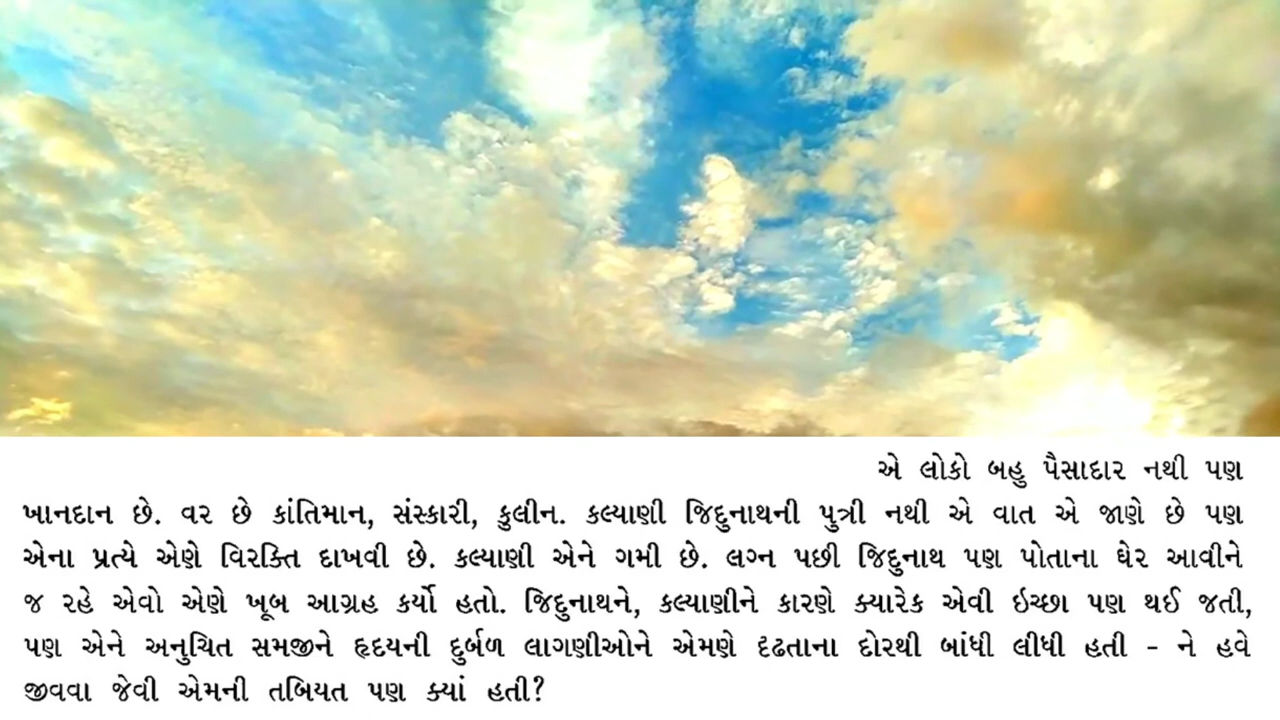 એ લોકો બહુ પૈસાદાર નથી પણ
ખાનદાન છે. વર છે કાંતિમાન, સંસ્કારી, કુલીન. કલ્યાણી જિદુનાથની પુત્રી નથી એ વાત એ જાણે છે પણ
એના પ્રત્યે એણે વિરક્તિ દાખવી છે. કલ્યાણી એને ગમી છે. લગ્ન પછી જિદુનાથ પણ પોતાના ઘેર આવીને
જ રહે એવો એણે ખૂબ આગ્રહ કર્યો હતો. જિદુનાથને, કલ્યાણીને કારણે ક્યારેક એવી ઇચ્છા પણ થઈ જતી,
પણ એને અનુચિત સમજીને હૃદયની દુર્બળ લાગણીઓને એમણે દઢતાના દોરથી બાંધી લીધી હતી - ને હવે
જીવવા જેવી એમની તબિયત પણ ક્યાં હતી?